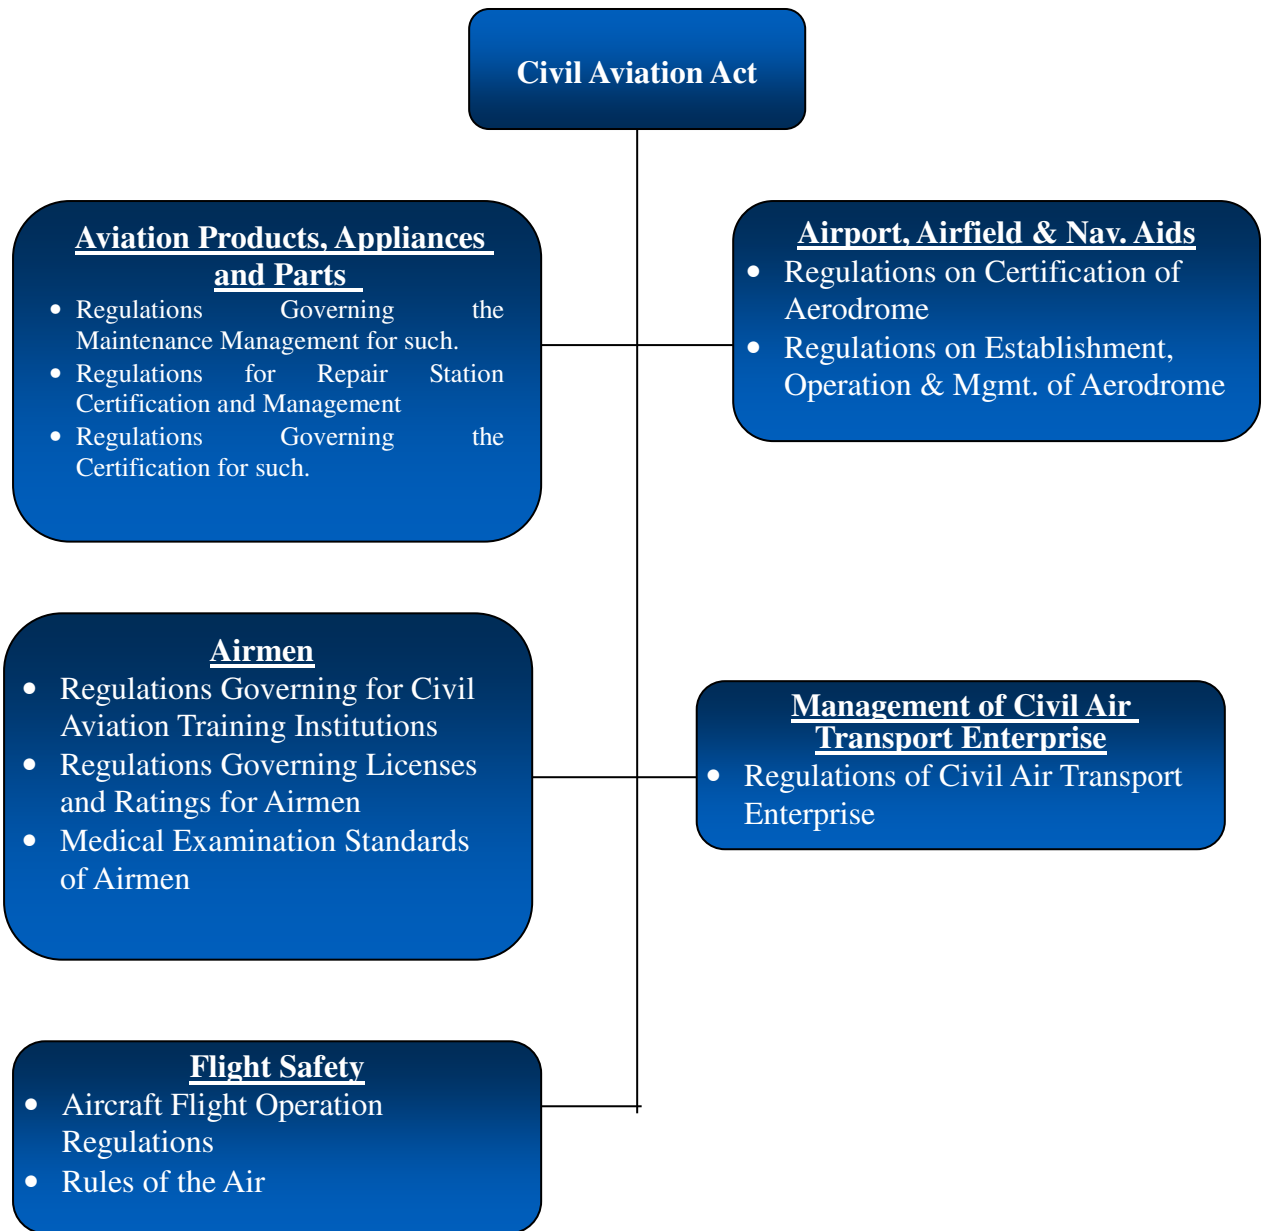 Civil Aviation Act
Aviation Products, Appliances
and Parts
• Regulations Governing the
Maintenance Management for such.
• Regulations for Repair Station
Certification and Management
• Regulations Governing the
Certification for such.
Airport, Airfield & Nav. Aids
• Regulations on Certification of
Aerodrome
• Regulations on Establishment,
Operation & Mgmt. of Aerodrome
Airmen
• Regulations Governing for Civil
Aviation Training Institutions
• Regulations Governing Licenses
and Ratings for Airmen
• Medical Examination Standards
of Airmen
Management of Civil Air
Transport Enterprise
• Regulations of Civil Air Transport
Enterprise
Flight Safety
• Aircraft Flight Operation
Regulations
• Rules of the Air